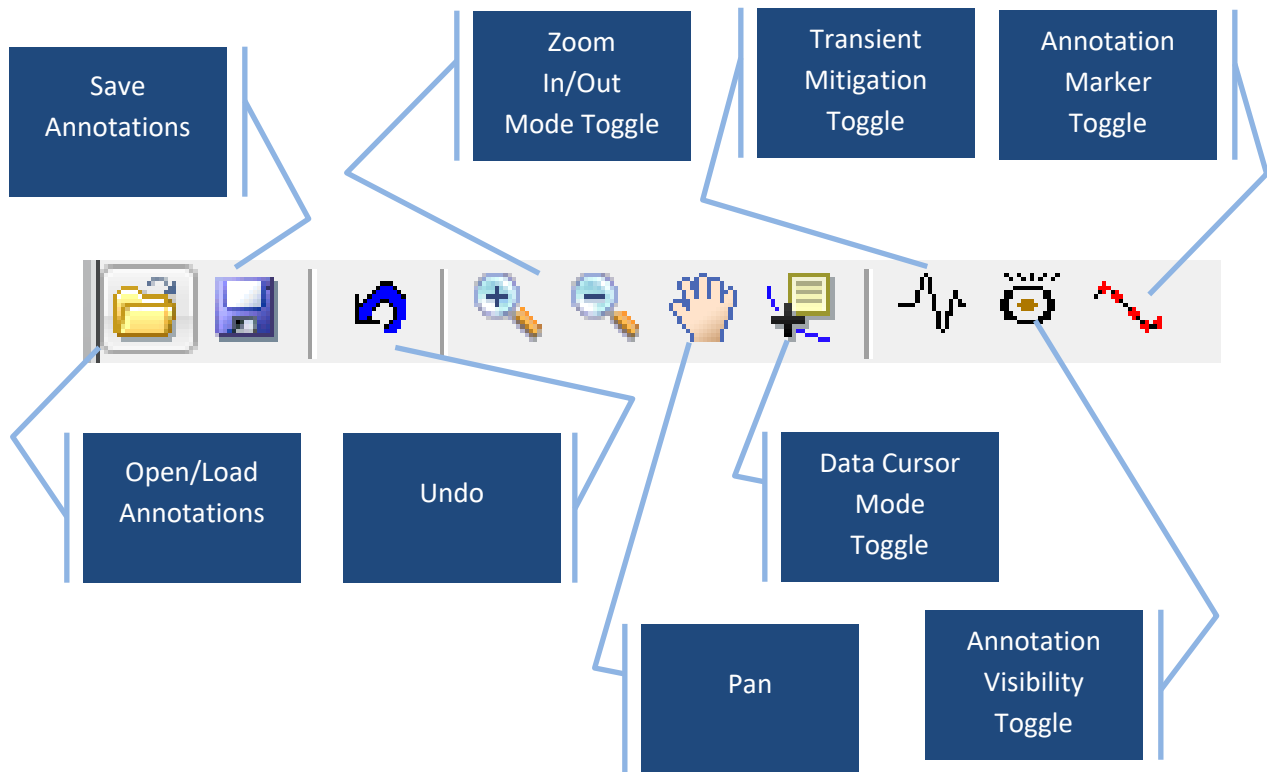 Save
Annotations
Zoom
In/Out
Mode Toggle
Transient
Mitigation
Toggle
Annotation
Marker
Toggle
Open/Load
Annotations
Undo
Data Cursor
Mode
Toggle
Pan
Annotation
Visibility
Toggle